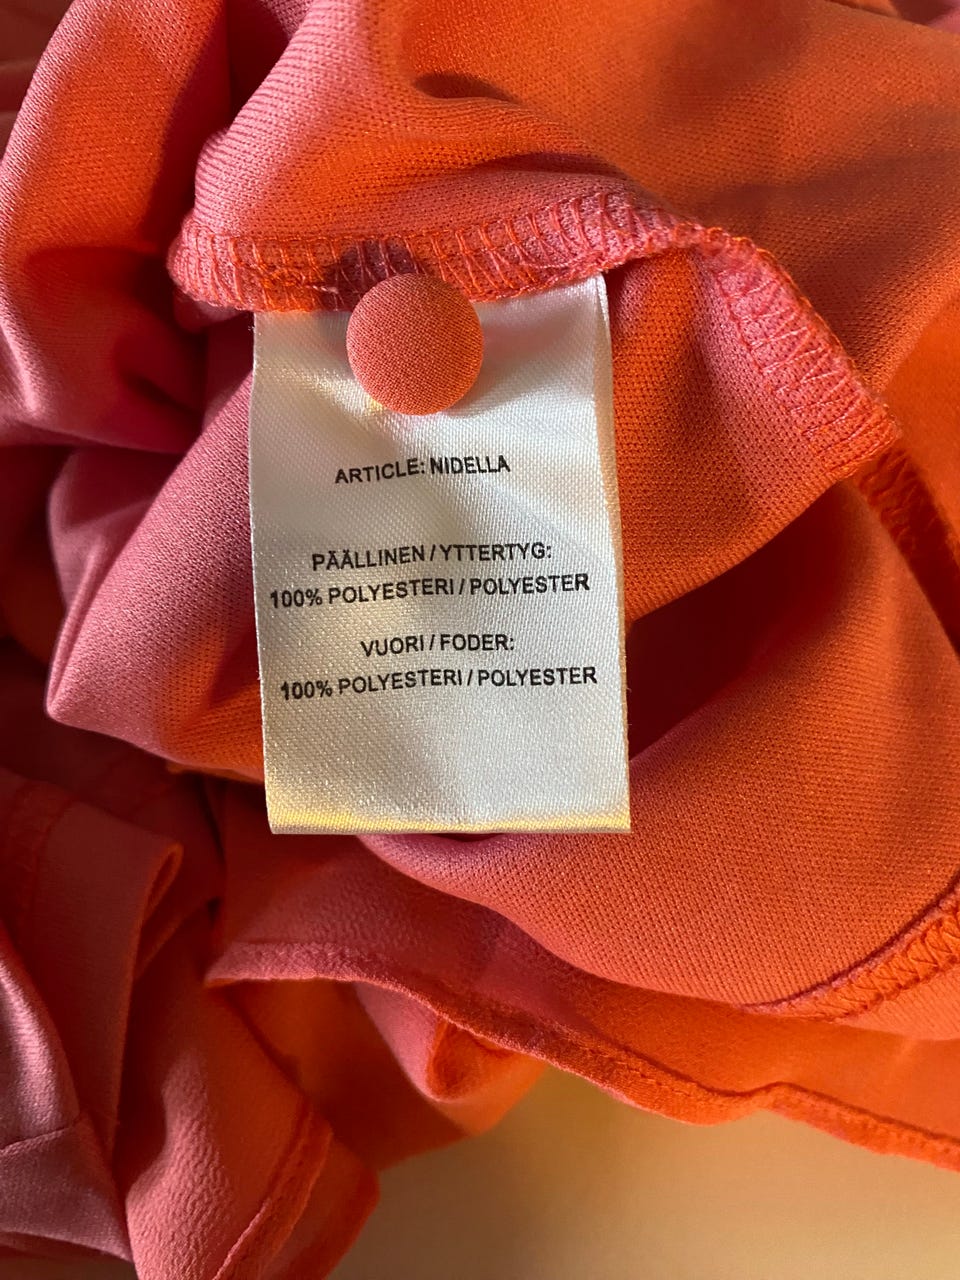 ARTICLE: NIDELLA
PÄÄLLINEN / YTTERTYG:
100% POLYESTERI / POLYESTER
VUORI / FODER:
100% POLYESTERI / POLYESTER